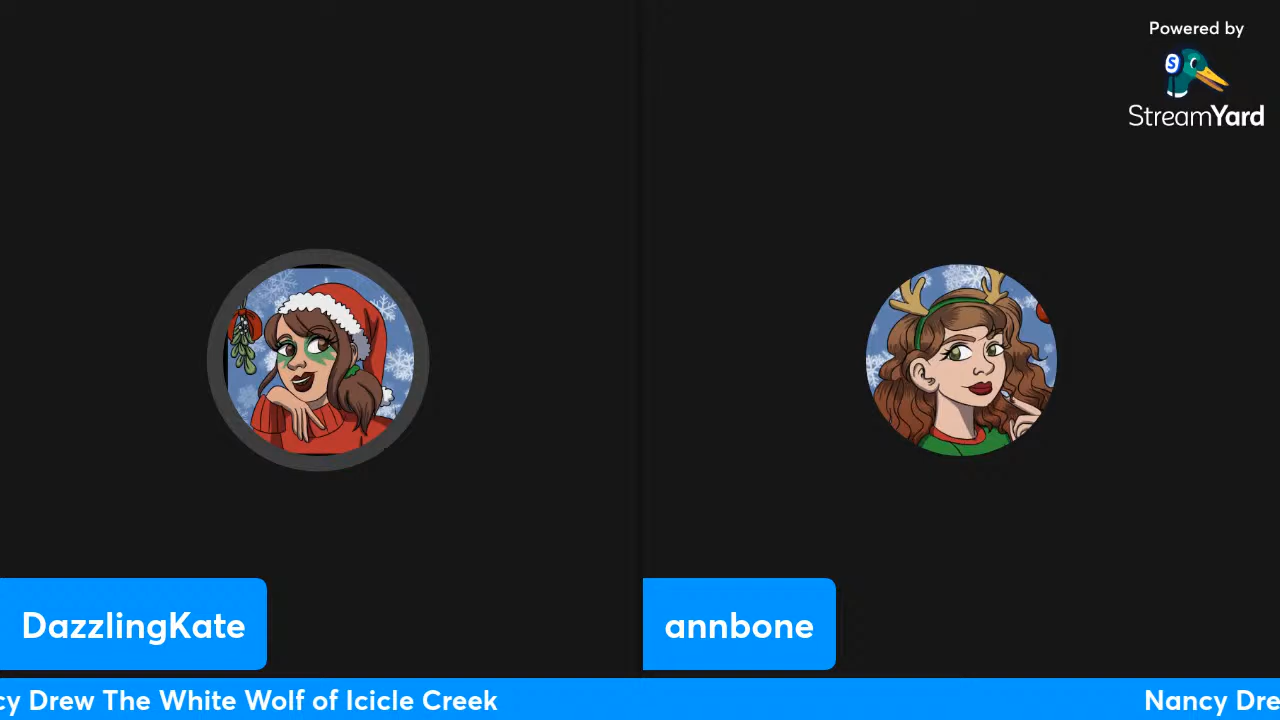 Powered by
S
StreamYard
DazzlingKate
annbone
cy Drew The White Wolf of Icicle Creek
Nancy Dre